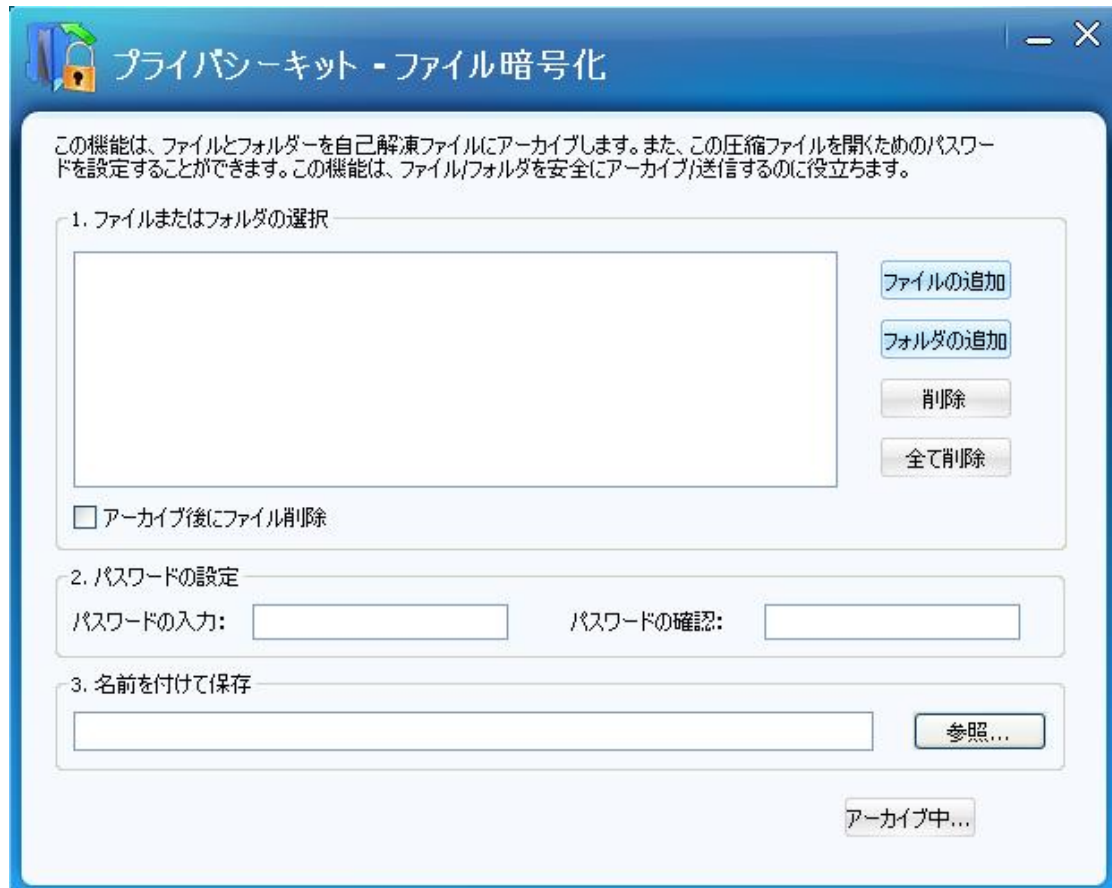 プライバシーキット - ファイル暗号化
この機能は、ファイルとフォルダーを自己解凍ファイルにアーカイブします。また、この圧縮ファイルを開くためのパスワー
ドを設定することができます。この機能は、ファイル/フォルダを安全にアーカイブ/送信するのに役立ちます。
1. ファイルまたはフォルダの選択
ファイルの追加
フォルダの追加
削除
全て削除
アーカイブ後にファイル削除
2. パスワードの設定
パスワードの入力: パスワードの確認:
3. 名前を付けて保存
参照...
アーカイブ中...